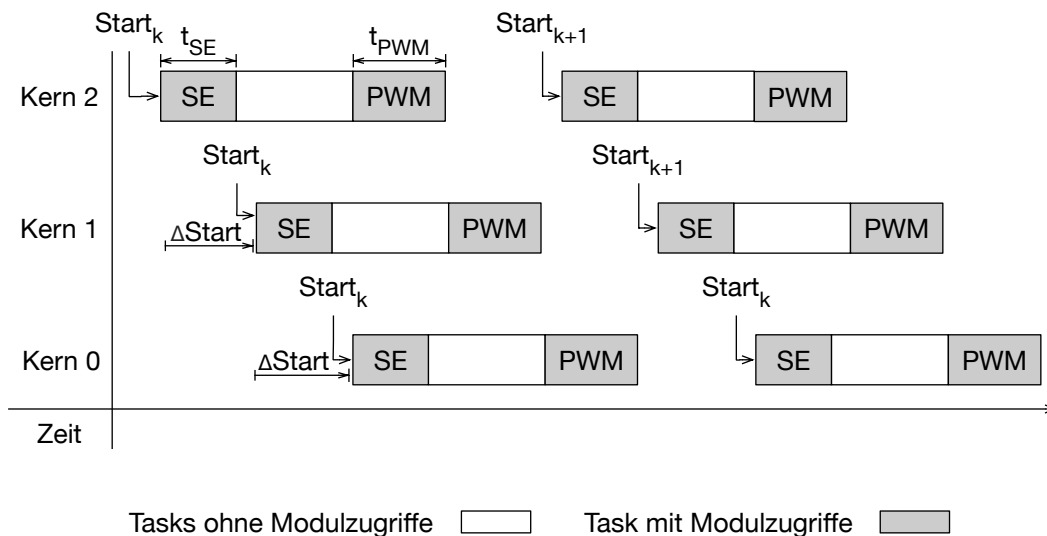 Start_k t_SE t_PWM Start_k+1
Kern 2 SE PWM SE PWM
Start_k Start_k+1
Kern 1 ΔStart SE PWM SE PWM
Start_k Start_k
Kern 0 ΔStart SE PWM SE PWM
Zeit
Tasks ohne Modulzugriffe Task mit Modulzugriffe